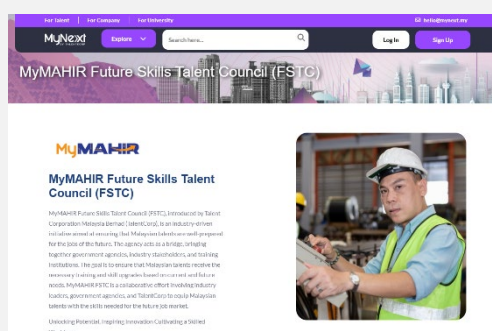 For Talent
For Company
For University
hello@mynext.my
MyNext
Explore
Search here...
Log In
Sign Up
MyMAHIR Future Skills Talent Council (FSTC)
MyMAHIR
MyMAHIR Future Skills Talent
Council (FSTC)
MyMAHIR Future Skills Talent Council (FSTC), introduced by Talent
Corporation Malaysia Berhad (TalentCorp), is an industry-driven
initiative aimed at ensuring that Malaysian talents are well-prepared
for the jobs of the future. The agency acts as a bridge, bringing
together government agencies, industry stakeholders, and training
institutions. The goal is to ensure that Malaysian talents receive the
necessary training and skill upgrades based on current and future
needs. MyMAHIR FSTC is a collaborative effort involving industry
leaders, government agencies, and TalentCorp to equip Malaysian
talents with the skills needed for the future job market.
Unlocking Potential, Inspiring Innovation Cultivating a Skilled